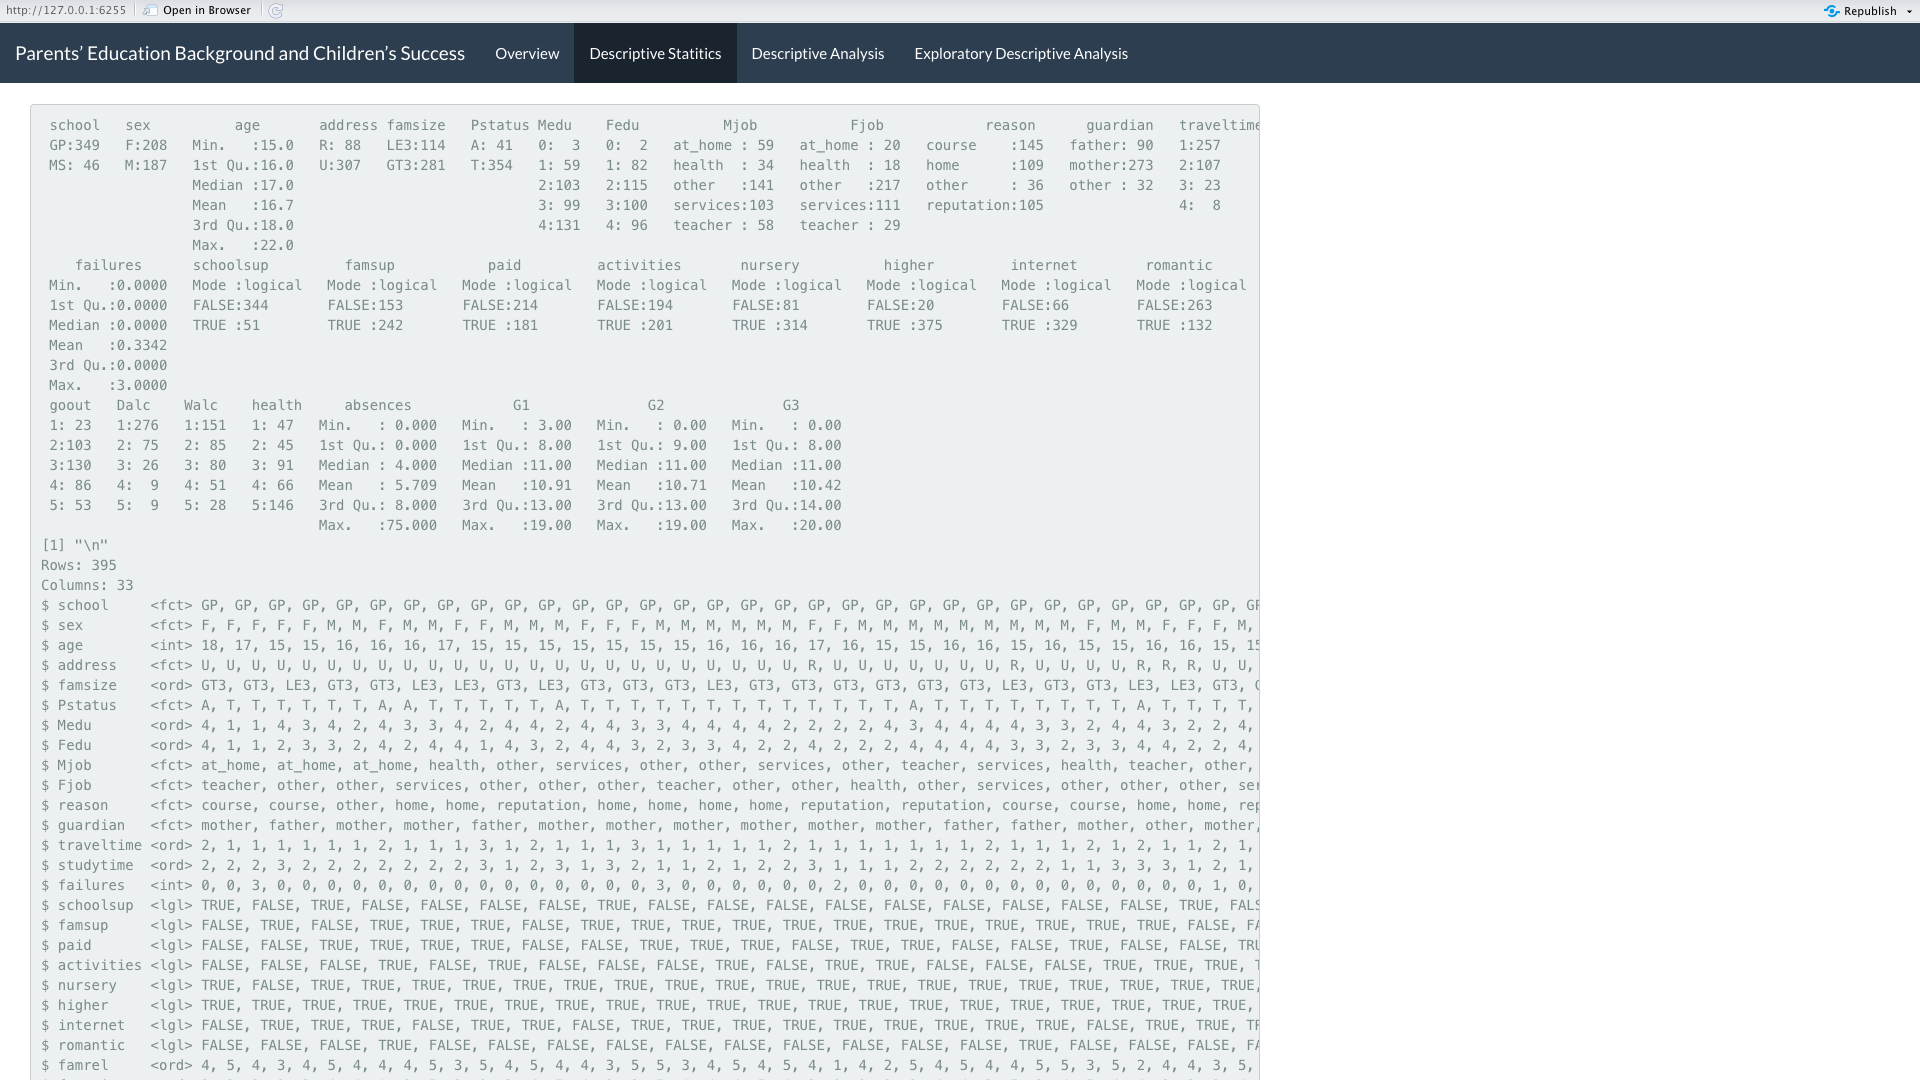 http://127.0.0.1:6255 Open in Browser Republish
Parents’ Education Background and Children’s Success Overview Descriptive Statitics Descriptive Analysis Exploratory Descriptive Analysis
school sex age address famsize Pstatus Medu Fedu Mjob Fjob reason guardian traveltime
GP:349 F:208 Min. :15.0 R: 88 LE3:114 A: 41 0: 3 0: 2 at_home : 59 at_home : 20 course :145 father: 90 1:257
MS: 46 M:187 1st Qu.:16.0 U:307 GT3:281 T:354 1: 59 1: 82 health : 34 health : 18 home :109 mother:273 2:107
Median :17.0 2:103 2:115 other :141 other :217 other : 36 other : 32 3: 23
Mean :16.7 3: 99 3:100 services:103 services:111 reputation:105 4: 8
3rd Qu.:18.0 4:131 4: 96 teacher : 58 teacher : 29
Max. :22.0
failures schoolsup famsup paid activities nursery higher internet romantic
Min. :0.0000 Mode :logical Mode :logical Mode :logical Mode :logical Mode :logical Mode :logical Mode :logical Mode :logical
1st Qu.:0.0000 FALSE:344 FALSE:153 FALSE:214 FALSE:194 FALSE:81 FALSE:20 FALSE:66 FALSE:263
Median :0.0000 TRUE :51 TRUE :242 TRUE :181 TRUE :201 TRUE :314 TRUE :375 TRUE :329 TRUE :132
Mean :0.3342
3rd Qu.:0.0000
Max. :3.0000
goout Dalc Walc health absences G1 G2 G3
1: 23 1:276 1:151 1: 47 Min. : 0.000 Min. : 3.00 Min. : 0.00 Min. : 0.00
2:103 2: 75 2: 85 2: 45 1st Qu.: 0.000 1st Qu.: 8.00 1st Qu.: 9.00 1st Qu.: 8.00
3:130 3: 26 3: 80 3: 91 Median : 4.000 Median :11.00 Median :11.00 Median :11.00
4: 86 4: 9 4: 51 4: 66 Mean : 5.709 Mean :10.91 Mean :10.71 Mean :10.42
5: 53 5: 9 5: 28 5:146 3rd Qu.: 8.000 3rd Qu.:13.00 3rd Qu.:13.00 3rd Qu.:14.00
Max. :75.000 Max. :19.00 Max. :19.00 Max. :20.00
[1] "\n"
Rows: 395
Columns: 33
$ school <fct> GP, GP, GP, GP, GP, GP, GP, GP, GP, GP, GP, GP, GP, GP, GP, GP, GP, GP, GP, GP, GP, GP, GP, GP, GP, GP, GP, GP, GP, GP, GP, GP
$ sex <fct> F, F, F, F, F, M, M, F, M, M, F, F, M, M, M, F, F, F, M, M, M, M, M, M, F, F, M, M, M, M, M, M, M, M, M, F, M, M, F, F, F, M,
$ age <int> 18, 17, 15, 15, 16, 16, 16, 17, 15, 15, 15, 15, 15, 15, 15, 16, 16, 16, 17, 16, 15, 15, 16, 16, 15, 16, 15, 15, 16, 16, 15, 15
$ address <fct> U, U, U, U, U, U, U, U, U, U, U, U, U, U, U, U, U, U, U, U, U, U, U, U, R, U, U, U, U, U, U, U, R, U, U, U, U, R, R, R, U, U,
$ famsize <ord> GT3, GT3, LE3, GT3, GT3, LE3, LE3, GT3, LE3, GT3, GT3, GT3, LE3, GT3, GT3, GT3, GT3, GT3, GT3, LE3, GT3, GT3, LE3, LE3, GT3,
$ Pstatus <fct> A, T, T, T, T, T, T, A, A, T, T, T, T, T, A, T, T, T, T, T, T, T, T, T, T, T, T, T, A, T, T, T, T, T, T, T, T, A, T, T, T, T,
$ Medu <ord> 4, 1, 1, 4, 3, 4, 2, 4, 3, 3, 4, 2, 4, 4, 2, 4, 4, 3, 3, 4, 4, 4, 4, 2, 2, 2, 2, 4, 3, 4, 4, 4, 4, 3, 3, 2, 4, 4, 3, 2, 2, 4,
$ Fedu <ord> 4, 1, 1, 2, 3, 3, 2, 4, 2, 4, 4, 1, 4, 3, 2, 4, 4, 3, 2, 3, 3, 4, 2, 2, 4, 2, 2, 2, 4, 4, 4, 4, 3, 3, 2, 3, 3, 4, 4, 2, 2, 4,
$ Mjob <fct> at_home, at_home, at_home, health, other, services, other, other, services, other, teacher, services, health, teacher, other,
$ Fjob <fct> teacher, other, other, services, other, other, other, teacher, other, other, health, other, services, other, other, other, ser
$ reason <fct> course, course, other, home, home, reputation, home, home, home, home, reputation, reputation, course, course, home, home, rep
$ guardian <fct> mother, father, mother, mother, father, mother, mother, mother, mother, mother, mother, father, father, mother, other, mother,
$ traveltime <ord> 2, 1, 1, 1, 1, 1, 1, 2, 1, 1, 1, 3, 1, 2, 1, 1, 1, 3, 1, 1, 1, 1, 1, 2, 1, 1, 1, 1, 1, 1, 1, 2, 1, 1, 1, 2, 1, 2, 1, 1, 2, 1,
$ studytime <ord> 2, 2, 2, 3, 2, 2, 2, 2, 2, 2, 2, 3, 1, 2, 3, 1, 3, 2, 1, 1, 2, 1, 2, 2, 3, 1, 1, 1, 2, 2, 2, 2, 2, 2, 1, 1, 3, 3, 3, 1, 2, 1,
$ failures <int> 0, 0, 3, 0, 0, 0, 0, 0, 0, 0, 0, 0, 0, 0, 0, 0, 0, 0, 3, 0, 0, 0, 0, 0, 0, 2, 0, 0, 0, 0, 0, 0, 0, 0, 0, 0, 0, 0, 0, 0, 1, 0,
$ schoolsup <lgl> TRUE, FALSE, TRUE, FALSE, FALSE, FALSE, FALSE, TRUE, FALSE, FALSE, FALSE, FALSE, FALSE, FALSE, FALSE, FALSE, FALSE, TRUE, FALS
$ famsup <lgl> FALSE, TRUE, FALSE, TRUE, TRUE, TRUE, FALSE, TRUE, TRUE, TRUE, TRUE, TRUE, TRUE, TRUE, TRUE, TRUE, TRUE, TRUE, FALSE, FA
$ paid <lgl> FALSE, FALSE, TRUE, TRUE, TRUE, TRUE, FALSE, FALSE, TRUE, TRUE, TRUE, FALSE, TRUE, TRUE, FALSE, FALSE, TRUE, FALSE, FALSE, TRU
$ activities <lgl> FALSE, FALSE, FALSE, TRUE, FALSE, TRUE, FALSE, FALSE, FALSE, TRUE, FALSE, TRUE, TRUE, FALSE, FALSE, FALSE, TRUE, TRUE, TRUE,
$ nursery <lgl> TRUE, FALSE, TRUE, TRUE, TRUE, TRUE, TRUE, TRUE, TRUE, TRUE, TRUE, TRUE, TRUE, TRUE, TRUE, TRUE, TRUE, TRUE, TRUE, TRUE, TRUE,
$ higher <lgl> TRUE, TRUE, TRUE, TRUE, TRUE, TRUE, TRUE, TRUE, TRUE, TRUE, TRUE, TRUE, TRUE, TRUE, TRUE, TRUE, TRUE, TRUE, TRUE, TRUE, TRUE,
$ internet <lgl> FALSE, TRUE, TRUE, TRUE, FALSE, TRUE, TRUE, FALSE, TRUE, TRUE, TRUE, TRUE, TRUE, TRUE, TRUE, TRUE, TRUE, FALSE, TRUE, TRUE, TR
$ romantic <lgl> FALSE, FALSE, FALSE, TRUE, FALSE, FALSE, FALSE, FALSE, FALSE, FALSE, FALSE, FALSE, FALSE, FALSE, TRUE, FALSE, FALSE, FALSE, FA
$ famrel <ord> 4, 5, 4, 3, 4, 5, 4, 4, 4, 5, 3, 5, 4, 5, 4, 4, 3, 5, 5, 3, 4, 5, 4, 5, 4, 1, 4, 2, 5, 4, 5, 4, 4, 5, 5, 3, 5, 2, 4, 4, 3, 5,